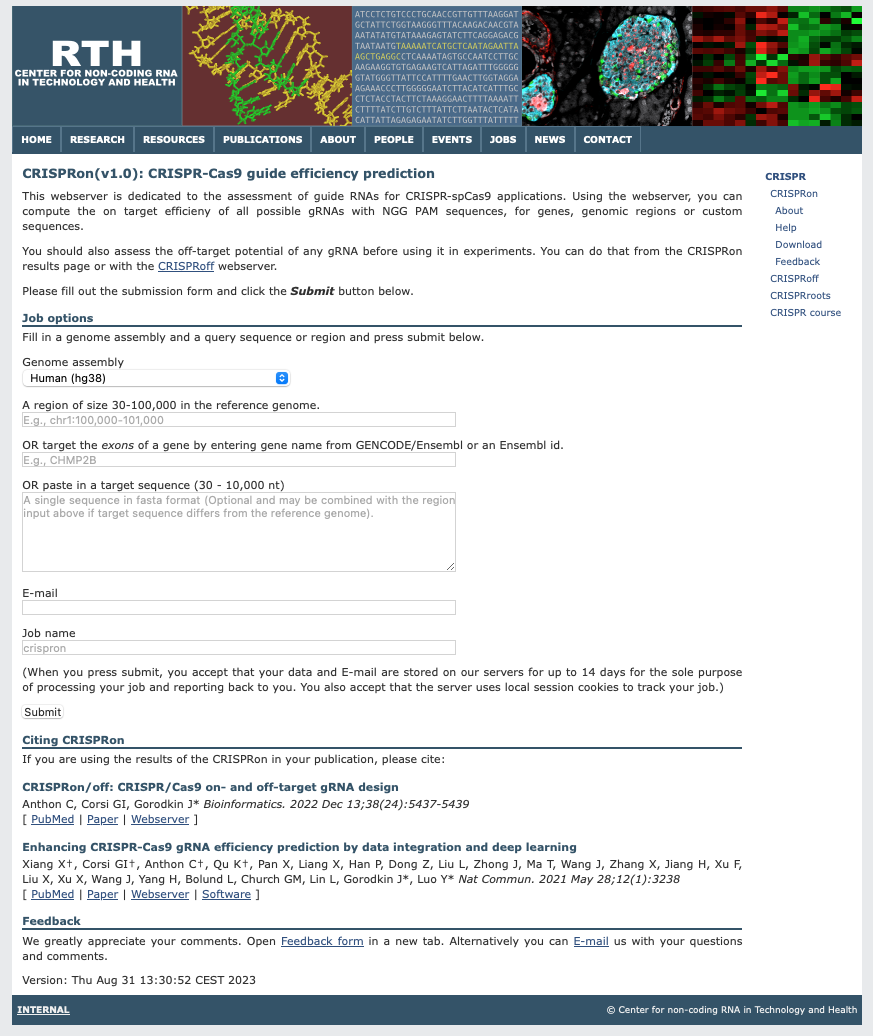 RTH
CENTER FOR NON-CODING RNA
IN TECHNOLOGY AND HEALTH
ATCCTCTGTCCCTGCAACCGTTGTTTAAGGAT
GCTATTCTGGTAAGGGTTTACAAGACAACGTA
AATATATGTATAAAGAGTATCTTCAGGAGACG
TAATAATGTAAAAATCATGCTCAATAGAATTA
AGCTGAGGCCTCAAAATAGTGCCAATCCTTGC
AAGAAGGTGTGAGAAGTCATTAGATTTGGGGG
GTATGGGTTATTCCATTTTGAACTTGGTAGGA
AGAAACCCTTGGGGGAATCTTACATCATTTGC
CTCTACCTACTTCTAAAGGAACTTTTAAAATT
CTTTTATCTTGTCTTTATTCTTAATACTCATA
CATTATTAGAGAGAATATCTTGGTTTATTTTT
HOME
RESEARCH
RESOURCES
PUBLICATIONS
ABOUT
PEOPLE
EVENTS
JOBS
NEWS
CONTACT
CRISPRon(v1.0): CRISPR-Cas9 guide efficiency prediction
This webserver is dedicated to the assessment of guide RNAs for CRISPR-spCas9 applications. Using the webserver, you can
compute the on target efficieny of all possible gRNAs with NGG PAM sequences, for genes, genomic regions or custom
sequences.
You should also assess the off-target potential of any gRNA before using it in experiments. You can do that from the CRISPRon
results page or with the CRISPRoff webserver.
Please fill out the submission form and click the Submit button below.
Job options
Fill in a genome assembly and a query sequence or region and press submit below.
Genome assembly
Human (hg38)
A region of size 30-100,000 in the reference genome.
E.g., chr1:100,000-101,000
OR target the exons of a gene by entering gene name from GENCODE/Ensembl or an Ensembl id.
E.g., CHMP2B
OR paste in a target sequence (30 - 10,000 nt)
A single sequence in fasta format (Optional and may be combined with the region
input above if target sequence differs from the reference genome).
E-mail
Job name
crispron
(When you press submit, you accept that your data and E-mail are stored on our servers for up to 14 days for the sole purpose
of processing your job and reporting back to you. You also accept that the server uses local session cookies to track your job.)
Submit
Citing CRISPRon
If you are using the results of the CRISPRon in your publication, please cite:
CRISPRon/off: CRISPR/Cas9 on- and off-target gRNA design
Anthon C, Corsi GI, Gorodkin J* Bioinformatics. 2022 Dec 13;38(24):5437-5439
[ PubMed | Paper | Webserver ]
Enhancing CRISPR-Cas9 gRNA efficiency prediction by data integration and deep learning
Xiang X†, Corsi GI†, Anthon C†, Qu K†, Pan X, Liang X, Han P, Dong Z, Liu L, Zhong J, Ma T, Wang J, Zhang X, Jiang H, Xu F,
Liu X, Xu X, Wang J, Yang H, Bolund L, Church GM, Lin L, Gorodkin J*, Luo Y* Nat Commun. 2021 May 28;12(1):3238
[ PubMed | Paper | Webserver | Software ]
Feedback
We greatly appreciate your comments. Open Feedback form in a new tab. Alternatively you can E-mail us with your questions
and comments.
Version: Thu Aug 31 13:30:52 CEST 2023
CRISPR
CRISPRon
About
Help
Download
Feedback
CRISPRoff
CRISPRroots
CRISPR course
INTERNAL
© Center for non-coding RNA in Technology and Health